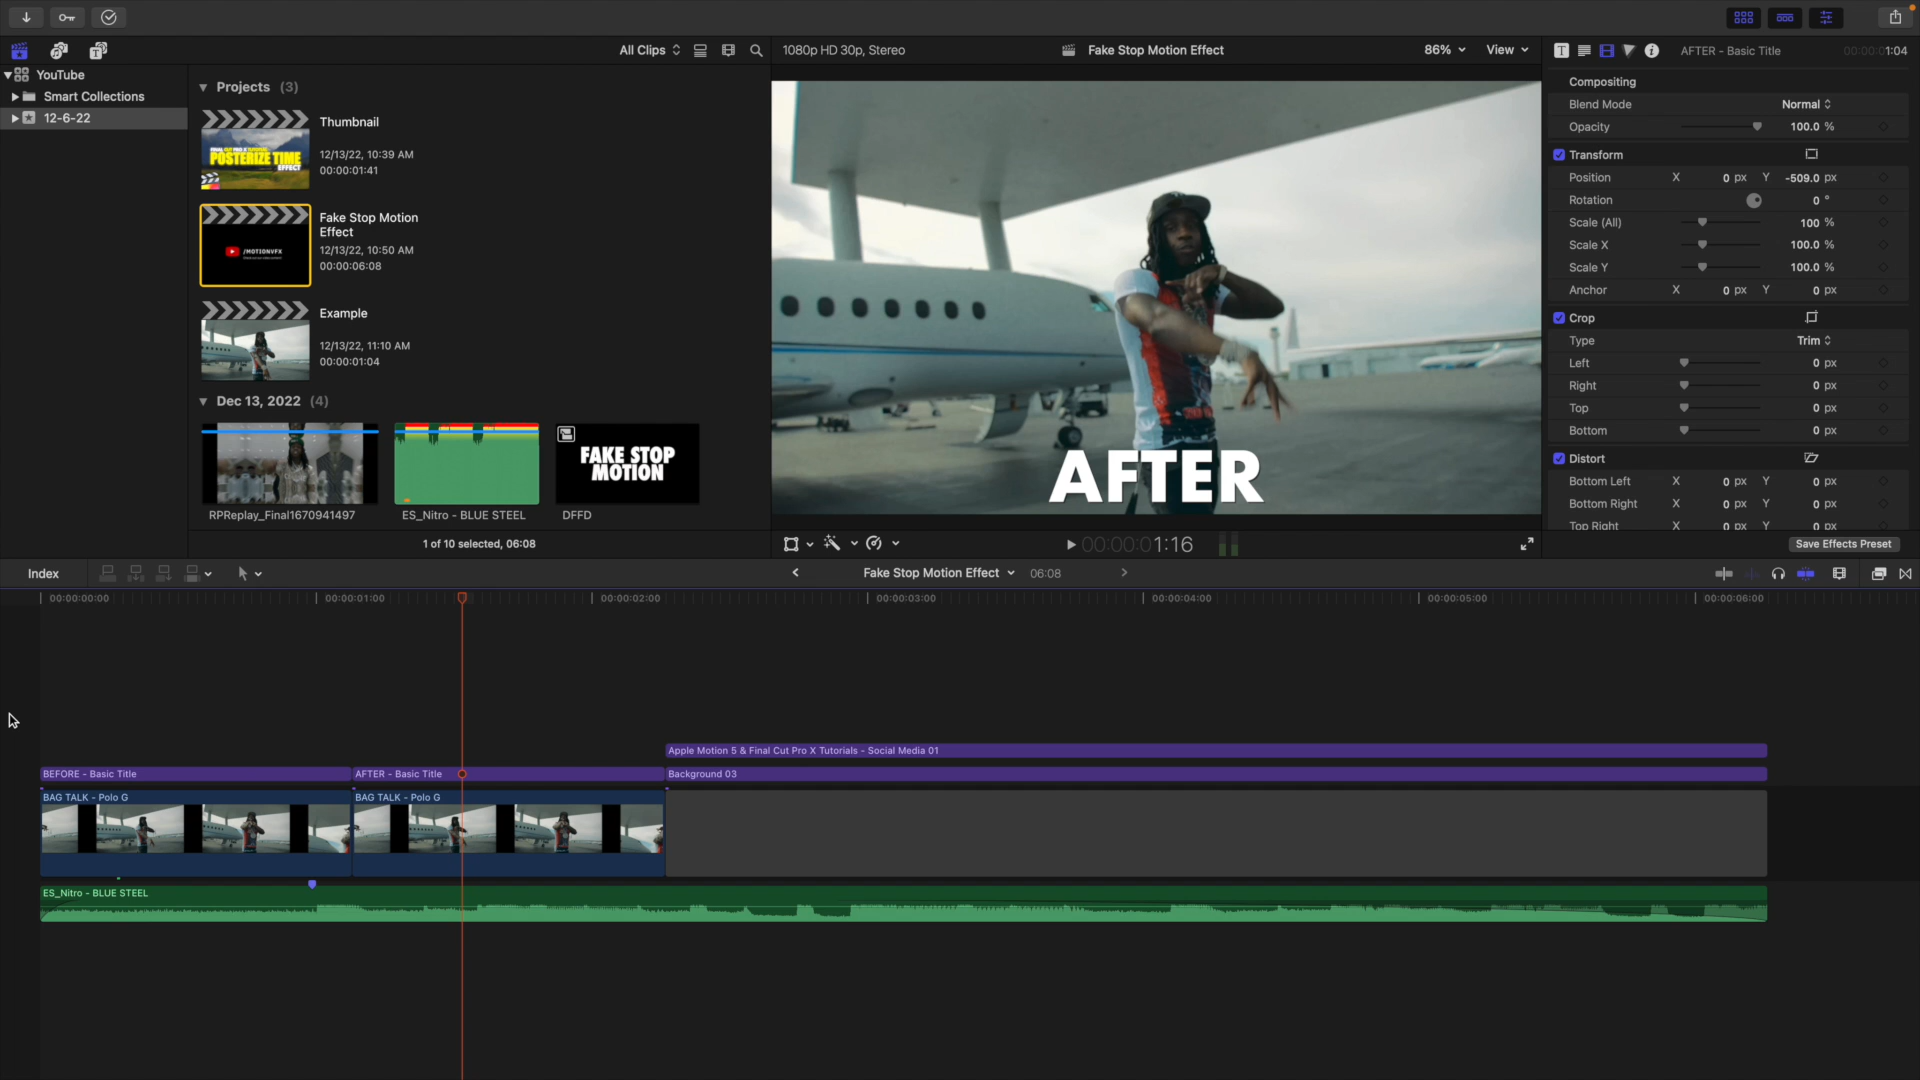 All Clips
1080p HD 30p, Stereo
Fake Stop Motion Effect
86%
View
AFTER - Basic Title
00:00:01:04
YouTube
Smart Collections
12-6-22
Projects (3)
Thumbnail
12/13/22, 10:39 AM
00:00:01:41
POSTERIZE TIME
EFFECT
Fake Stop Motion
Effect
12/13/22, 10:50 AM
00:00:06:08
/MOTIONVFX
Example
12/13/22, 11:10 AM
00:00:01:04
Dec 13, 2022 (4)
FAKE STOP
MOTION
RPReplay_Final1670941497
ES_Nitro - BLUE STEEL
DFFD
1 of 10 selected, 06:08
AFTER
00:00:01:16
Compositing
Blend Mode Normal
Opacity 100.0 %
Transform
Position X 0 px Y -509.0 px
Rotation 0 °
Scale (All) 100 %
Scale X 100.0 %
Scale Y 100.0 %
Anchor X 0 px Y 0 px
Crop
Type Trim
Left 0 px
Right 0 px
Top 0 px
Bottom 0 px
Distort
Bottom Left X 0 px Y 0 px
Bottom Right X 0 px Y 0 px
Top Right X 0 px Y 0 px
Save Effects Preset
Index
Fake Stop Motion Effect
06:08
00:00:00:00
00:00:01:00
00:00:02:00
00:00:03:00
00:00:04:00
00:00:05:00
00:00:06:00
Apple Motion 5 & Final Cut Pro X Tutorials - Social Media 01
BEFORE - Basic Title
AFTER - Basic Title
Background 03
BAG TALK - Polo G
BAG TALK - Polo G
ES_Nitro - BLUE STEEL